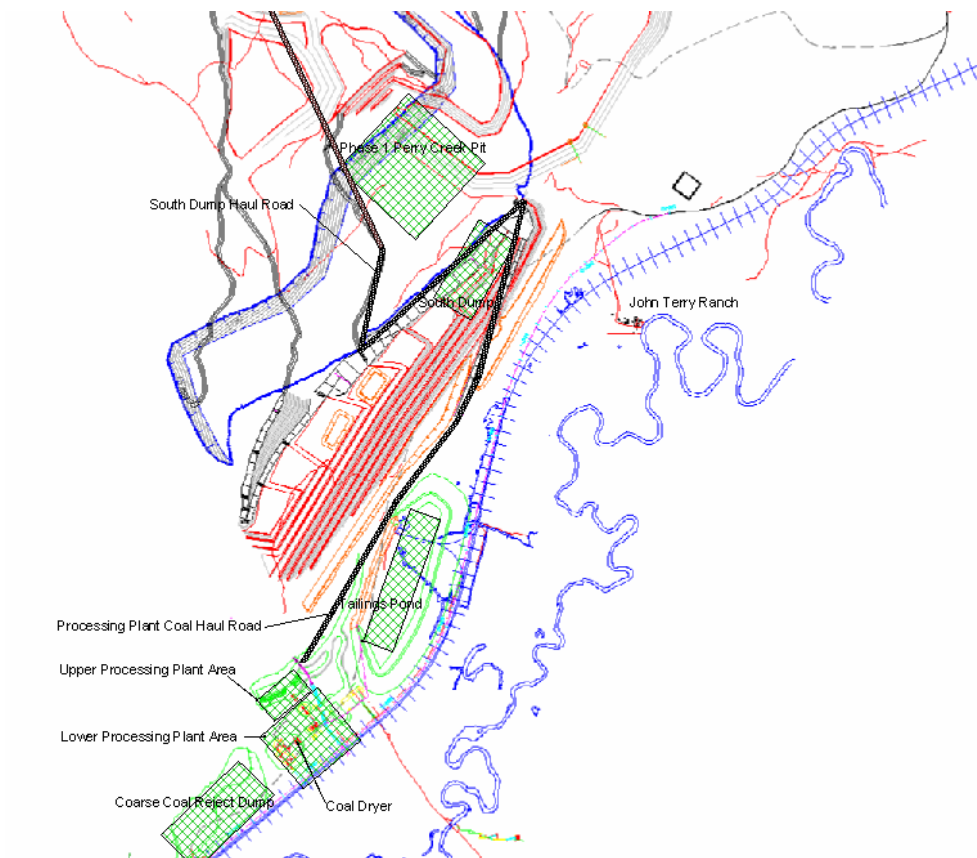 Phase 1 Perry Creek Pit
South Dump Haul Road
South Dump
John Terry Ranch
Tailings Pond
Processing Plant Coal Haul Road
Upper Processing Plant Area
Lower Processing Plant Area
Coarse Coal Reject Dump
Coal Dryer